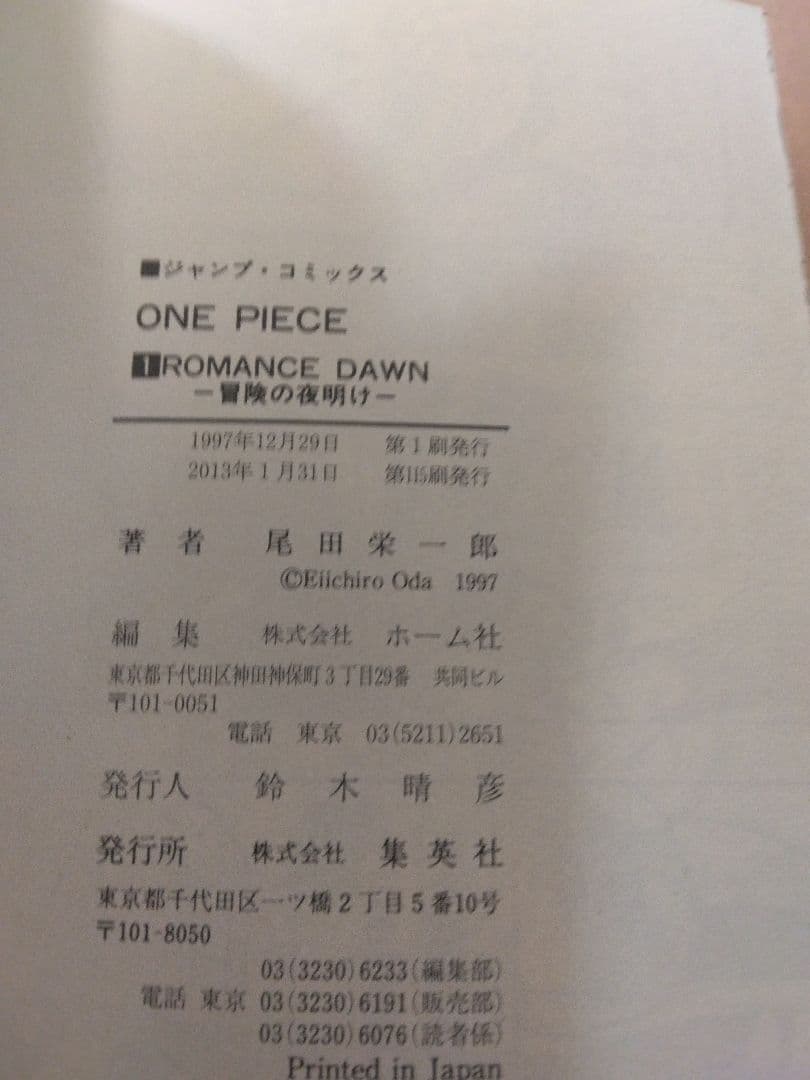 ■ジャンプ・コミックス
ONE PIECE
1 ROMANCE DAWN
―冒険の夜明け―
1997年12月29日 第1刷発行
2013年1月31日 第115刷発行
著者 尾田栄一郎
©Eiichiro Oda 1997
編集 株式会社 ホーム社
東京都千代田区神田神保町3丁目29番 共同ビル
〒101-0051
電話 東京 03(5211)2651
発行人 鈴木晴彦
発行所 株式会社 集英社
東京都千代田区一ツ橋2丁目5番10号
〒101-8050
03(3230)6233(編集部)
電話 東京 03(3230)6191(販売部)
03(3230)6076(読者係)
Printed in Japan